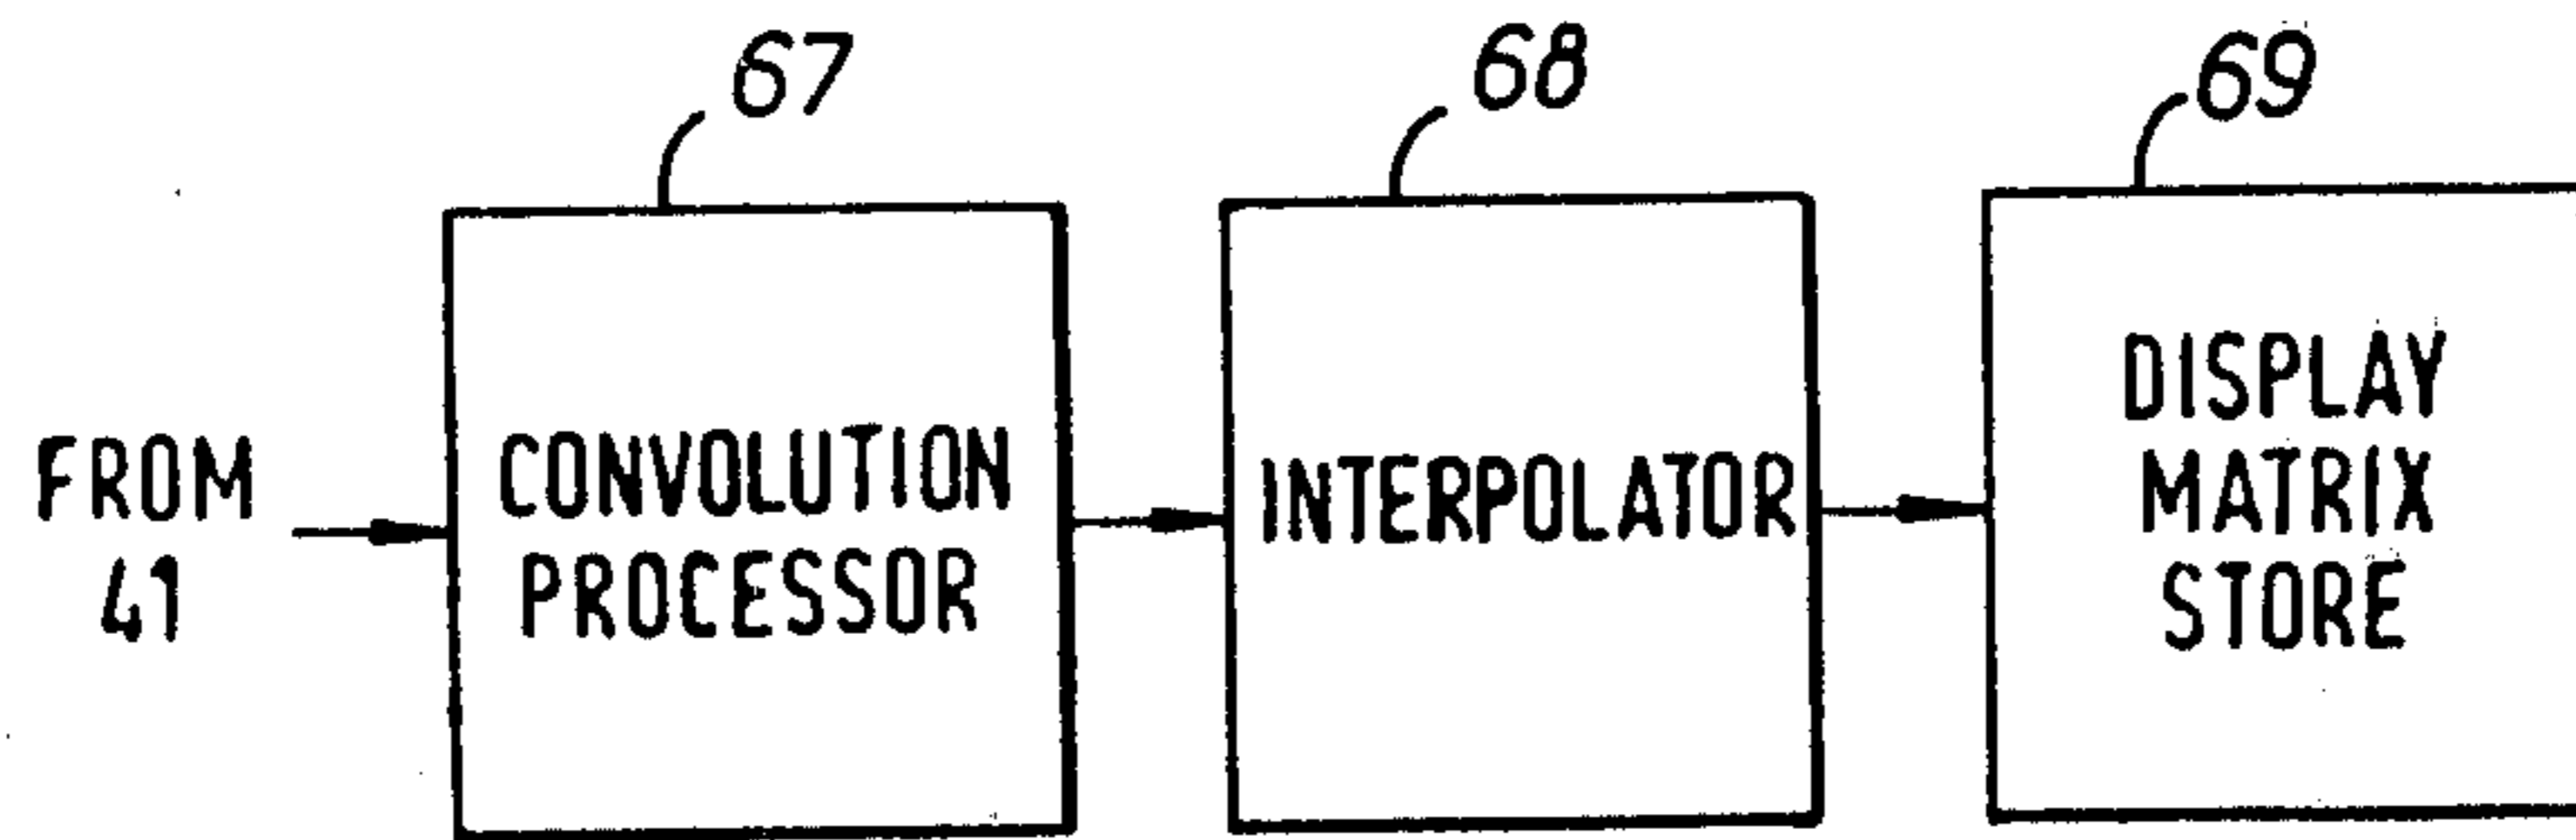 67
68
69
FROM
41
CONVOLUTION
PROCESSOR
INTERPOLATOR
DISPLAY
MATRIX
STORE